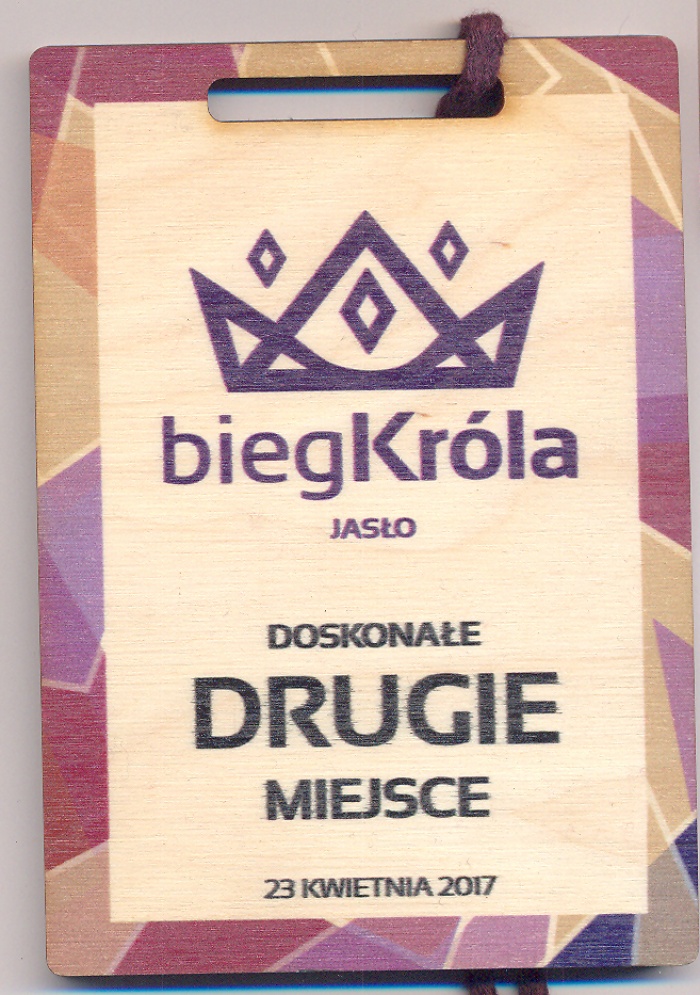 biegKróla
JASŁO
DOSKONAŁE
DRUGIE
MIEJSCE
23 KWIETNIA 2017